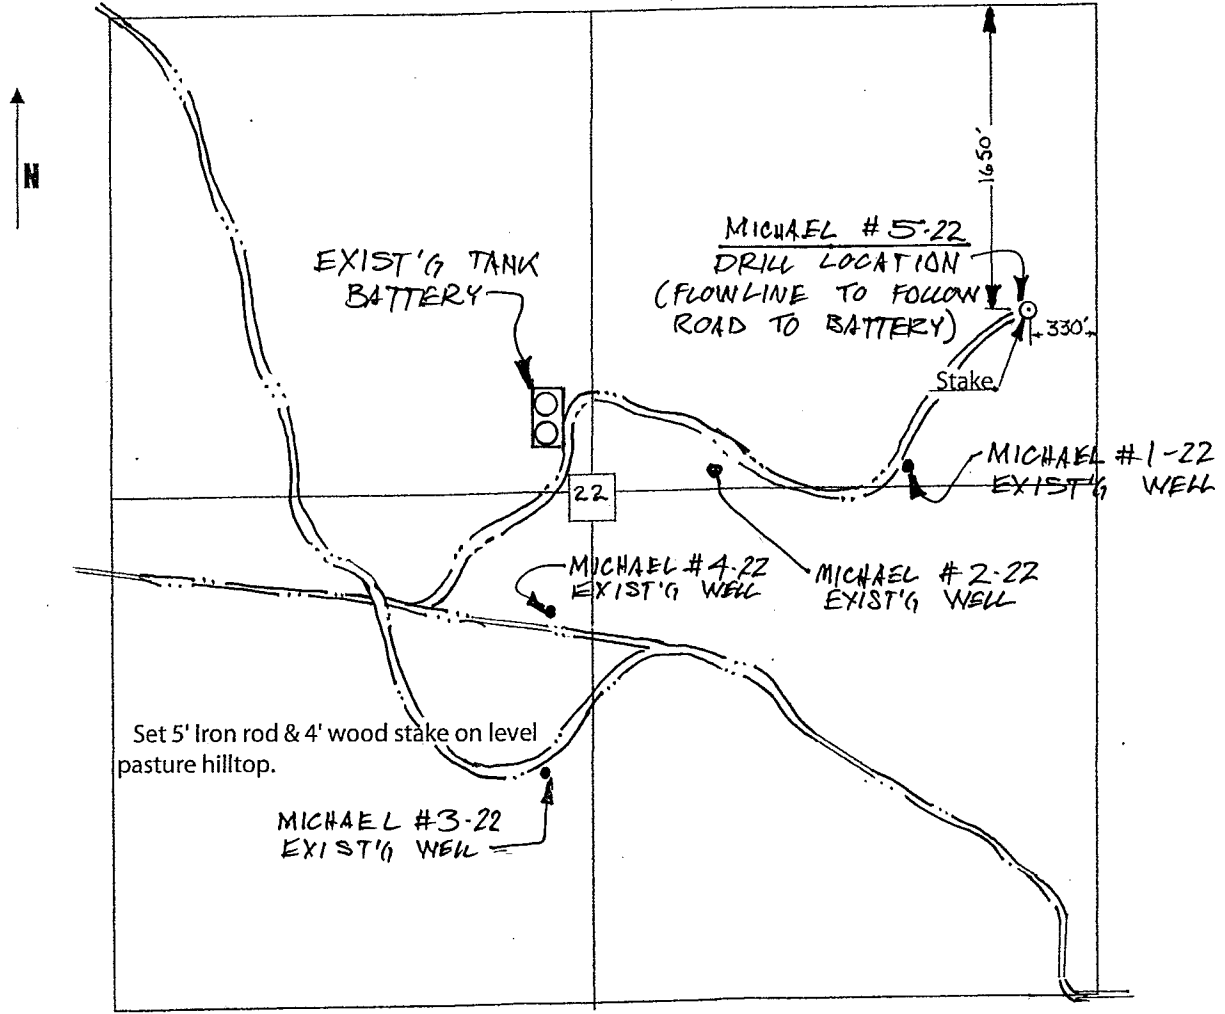 N
1650'
MICHAEL #5-22
DRILL LOCATION
(FLOWLINE TO FOLLOW
ROAD TO BATTERY)
330'
Stake
EXIST'G TANK
BATTERY
MICHAEL #1-22
EXIST'G WELL
22
MICHAEL #4-22
EXIST'G WELL
MICHAEL #2-22
EXIST'G WELL
Set 5' Iron rod & 4' wood stake on level
pasture hilltop.
MICHAEL #3-22
EXIST'G WELL